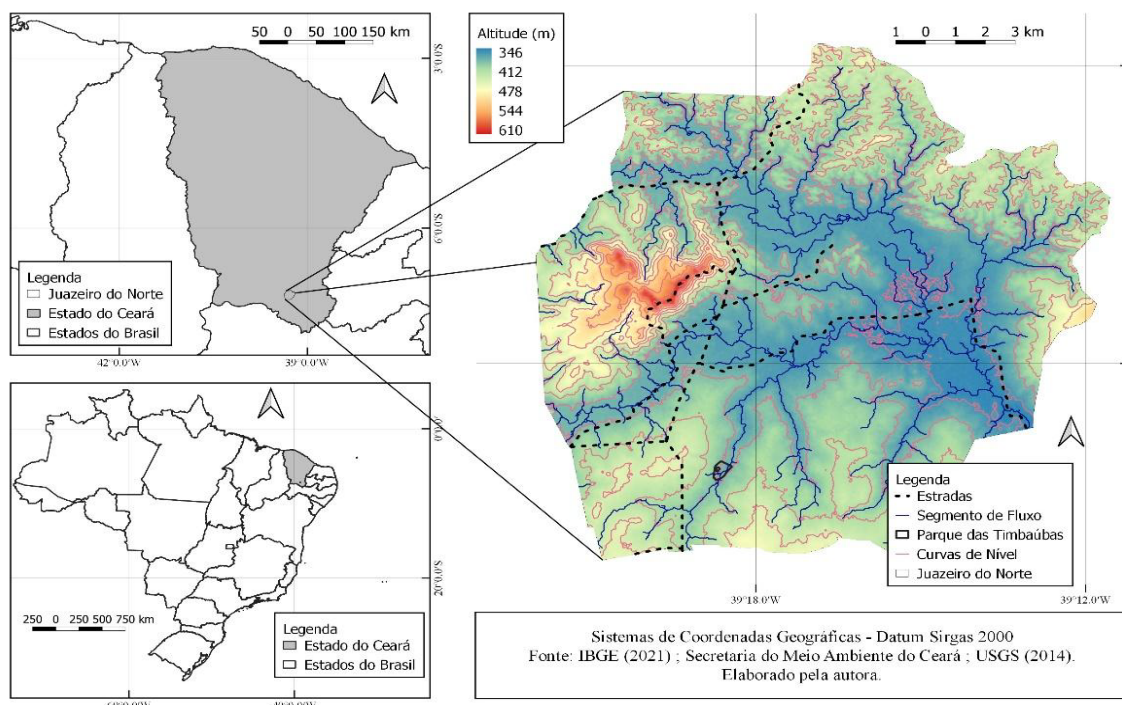 50 0 50 100 150 km
3°0.0'S
6°0.0'S
Legenda
Juazeiro do Norte
Estado do Ceará
Estados do Brasil
42°0.0'W
39°0.0'W
0°0.0'S
20°0.0'S
250 0 250 500 750 km
Legenda
Estado do Ceará
Estados do Brasil
Altitude (m)
346
412
478
544
610
1 0 1 2 3 km
Legenda
Estradas
Segmento de Fluxo
Parque das Timbaúbas
Curvas de Nível
Juazeiro do Norte
39°18.0'W
39°12.0'W
Sistemas de Coordenadas Geográficas - Datum Sirgas 2000
Fonte: IBGE (2021) ; Secretaria do Meio Ambiente do Ceará ; USGS (2014).
Elaborado pela autora.